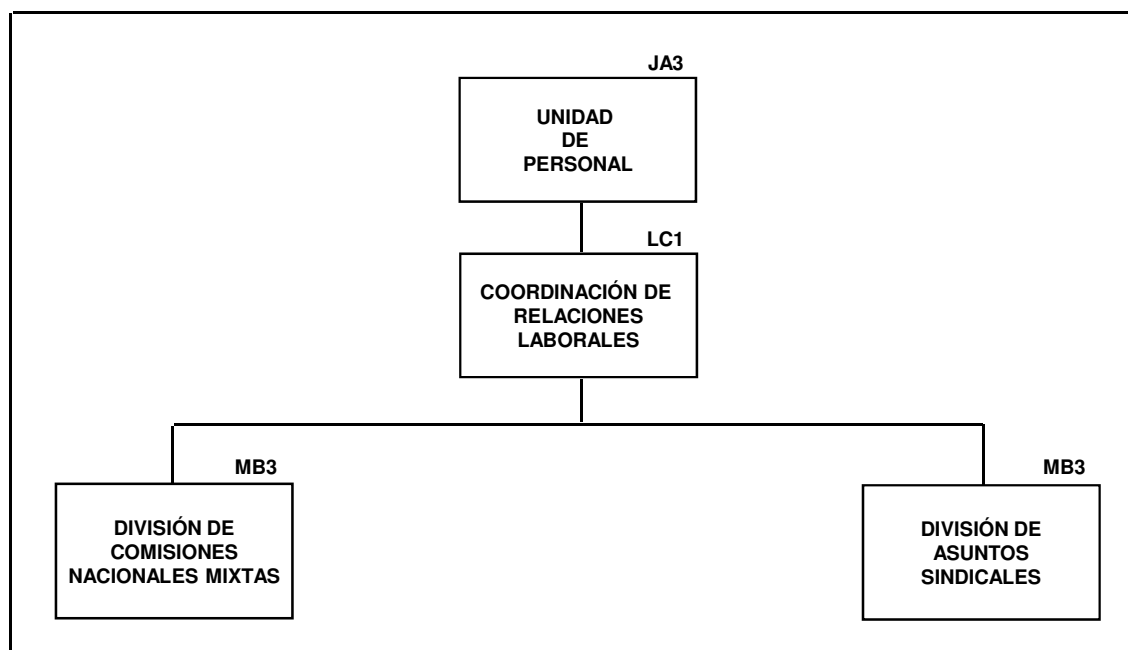 JA3
UNIDAD
DE
PERSONAL
LC1
COORDINACIÓN DE
RELACIONES
LABORALES
MB3
DIVISIÓN DE
COMISIONES
NACIONALES MIXTAS
MB3
DIVISIÓN DE
ASUNTOS
SINDICALES